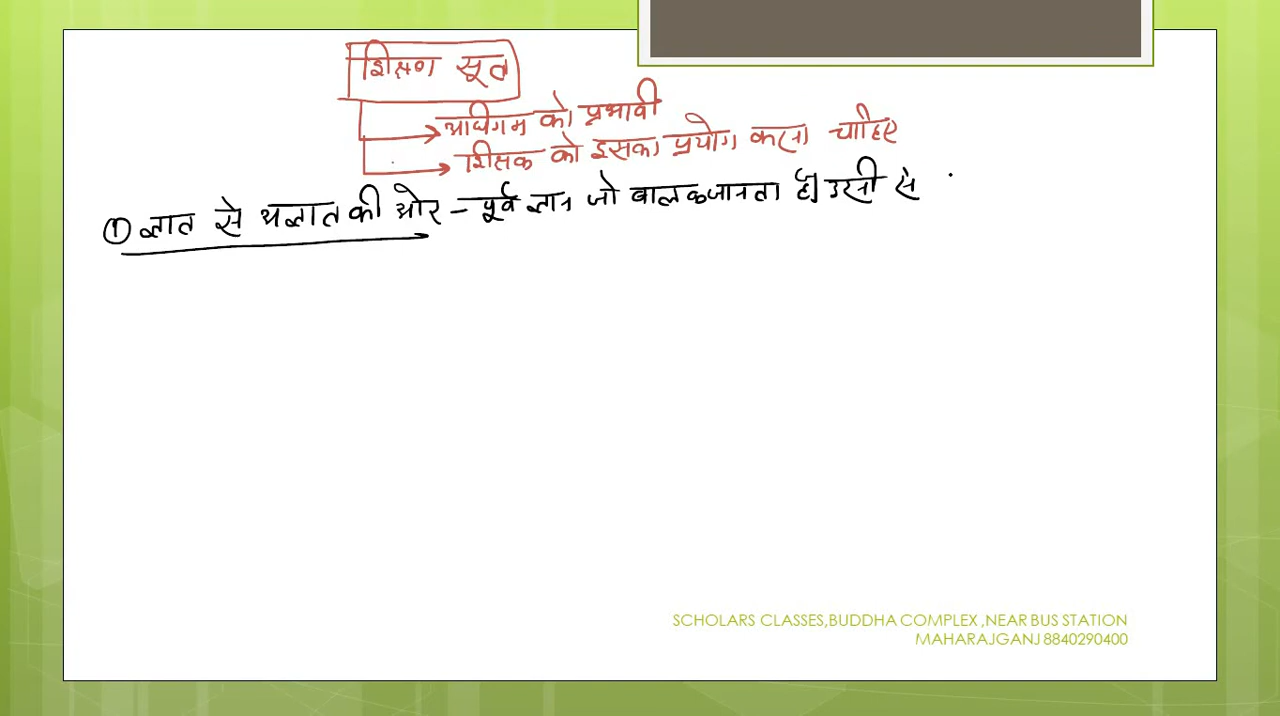 शिक्षण सूत्र
अधिगम को प्रभावी
शिक्षक को इसका प्रयोग करना चाहिए
① ज्ञात से अज्ञात की ओर - पूर्व ज्ञान जो बालक जानता है। उसी से
SCHOLARS CLASSES,BUDDHA COMPLEX ,NEAR BUS STATION
MAHARAJGANJ 8840290400